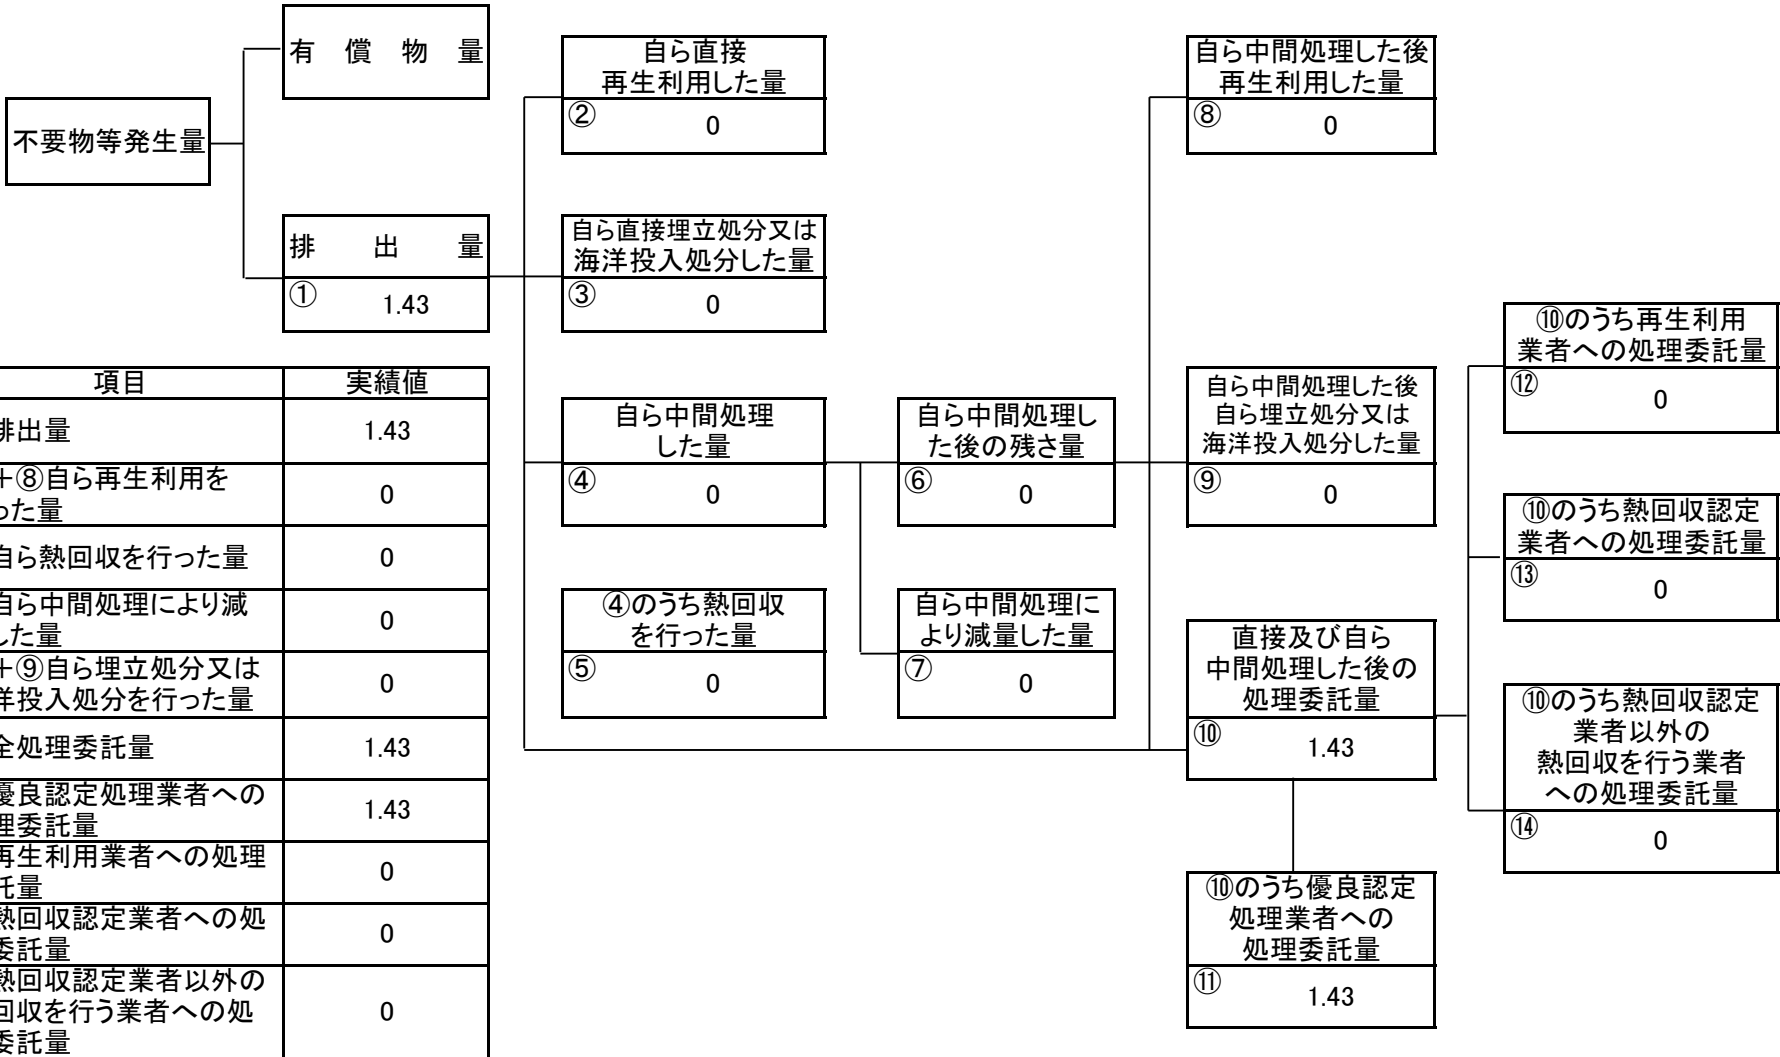 有償物量
不要物等発生量
排出量
① 1.43
自ら直接
再生利用した量
② 0
自ら直接埋立処分又は
海洋投入処分した量
③ 0
自ら中間処理
した量
④ 0
④のうち熱回収
を行った量
⑤ 0
自ら中間処理し
た後の残さ量
⑥ 0
自ら中間処理に
より減量した量
⑦ 0
自ら中間処理した後
再生利用した量
⑧ 0
自ら中間処理した後
自ら埋立処分又は
海洋投入処分した量
⑨ 0
直接及び自ら
中間処理した後の
処理委託量
⑩ 1.43
⑩のうち優良認定
処理業者への
処理委託量
⑪ 1.43
⑩のうち再生利用
業者への処理委託量
⑫ 0
⑩のうち熱回収認定
業者への処理委託量
⑬ 0
⑩のうち熱回収認定
業者以外の
熱回収を行う業者
への処理委託量
⑭ 0
項目 実績値
排出量 1.43
+⑧自ら再生利用を
った量 0
自ら熱回収を行った量 0
自ら中間処理により減
した量 0
+⑨自ら埋立処分又は
洋投入処分を行った量 0
全処理委託量 1.43
優良認定処理業者への
理委託量 1.43
再生利用業者への処理
託量 0
熱回収認定業者への処
委託量 0
熱回収認定業者以外の
回収を行う業者への処
委託量 0